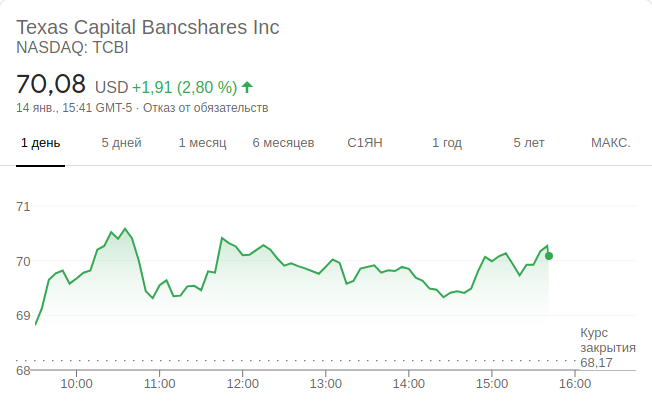 Texas Capital Bancshares Inc
NASDAQ: TCBI
70,08 USD +1,91 (2,80 %)
14 янв., 15:41 GMT-5 · Отказ от обязательств
1 день 5 дней 1 месяц 6 месяцев С1ЯН 1 год 5 лет МАКС.
71
70
69
68
Курс
закрытия
68,17
10:00 11:00 12:00 13:00 14:00 15:00 16:00